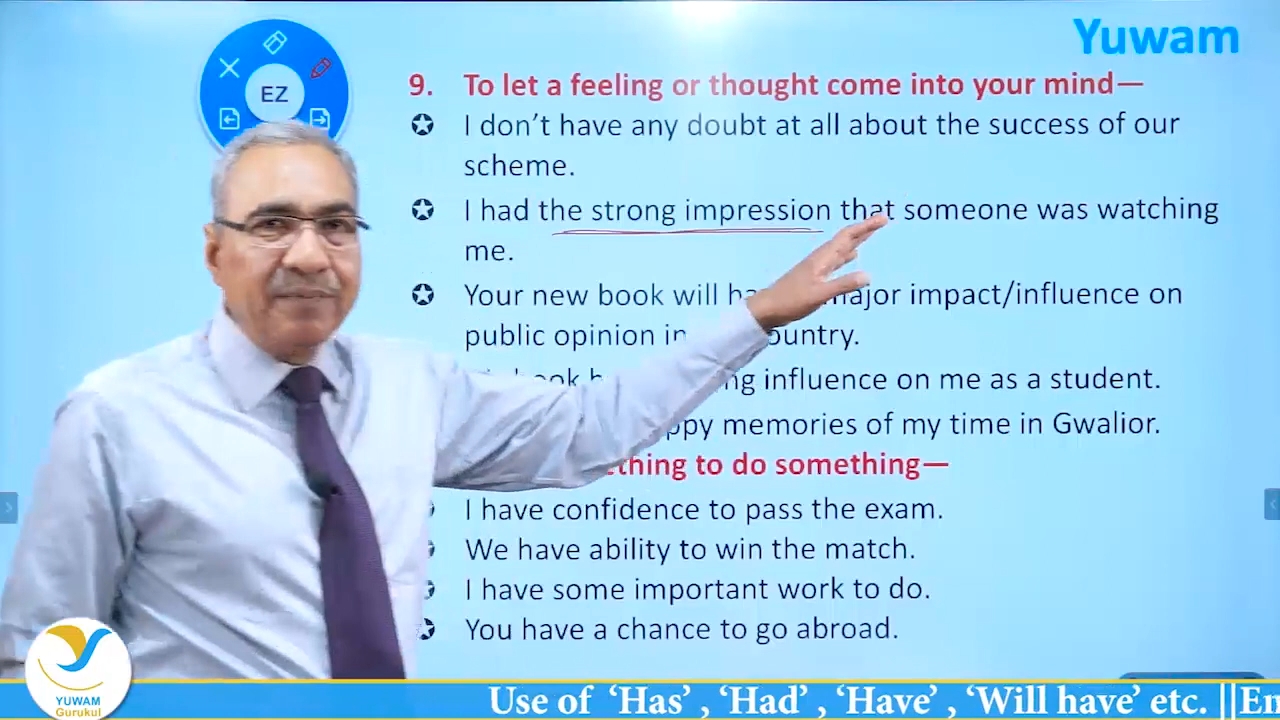 Yuwam
EZ
9. To let a feeling or thought come into your mind—
I don't have any doubt at all about the success of our
scheme.
I had the strong impression that someone was watching
me.
Your new book will major impact/influence on
public opinion in ountry.
book ng influence on me as a student.
ppy memories of my time in Gwalior.
ething to do something—
I have confidence to pass the exam.
We have ability to win the match.
I have some important work to do.
You have a chance to go abroad.
YUWAM
Gurukul
Use of ‘Has’ , ‘Had’ , ‘Have’ , ‘Will have’ etc. ||En